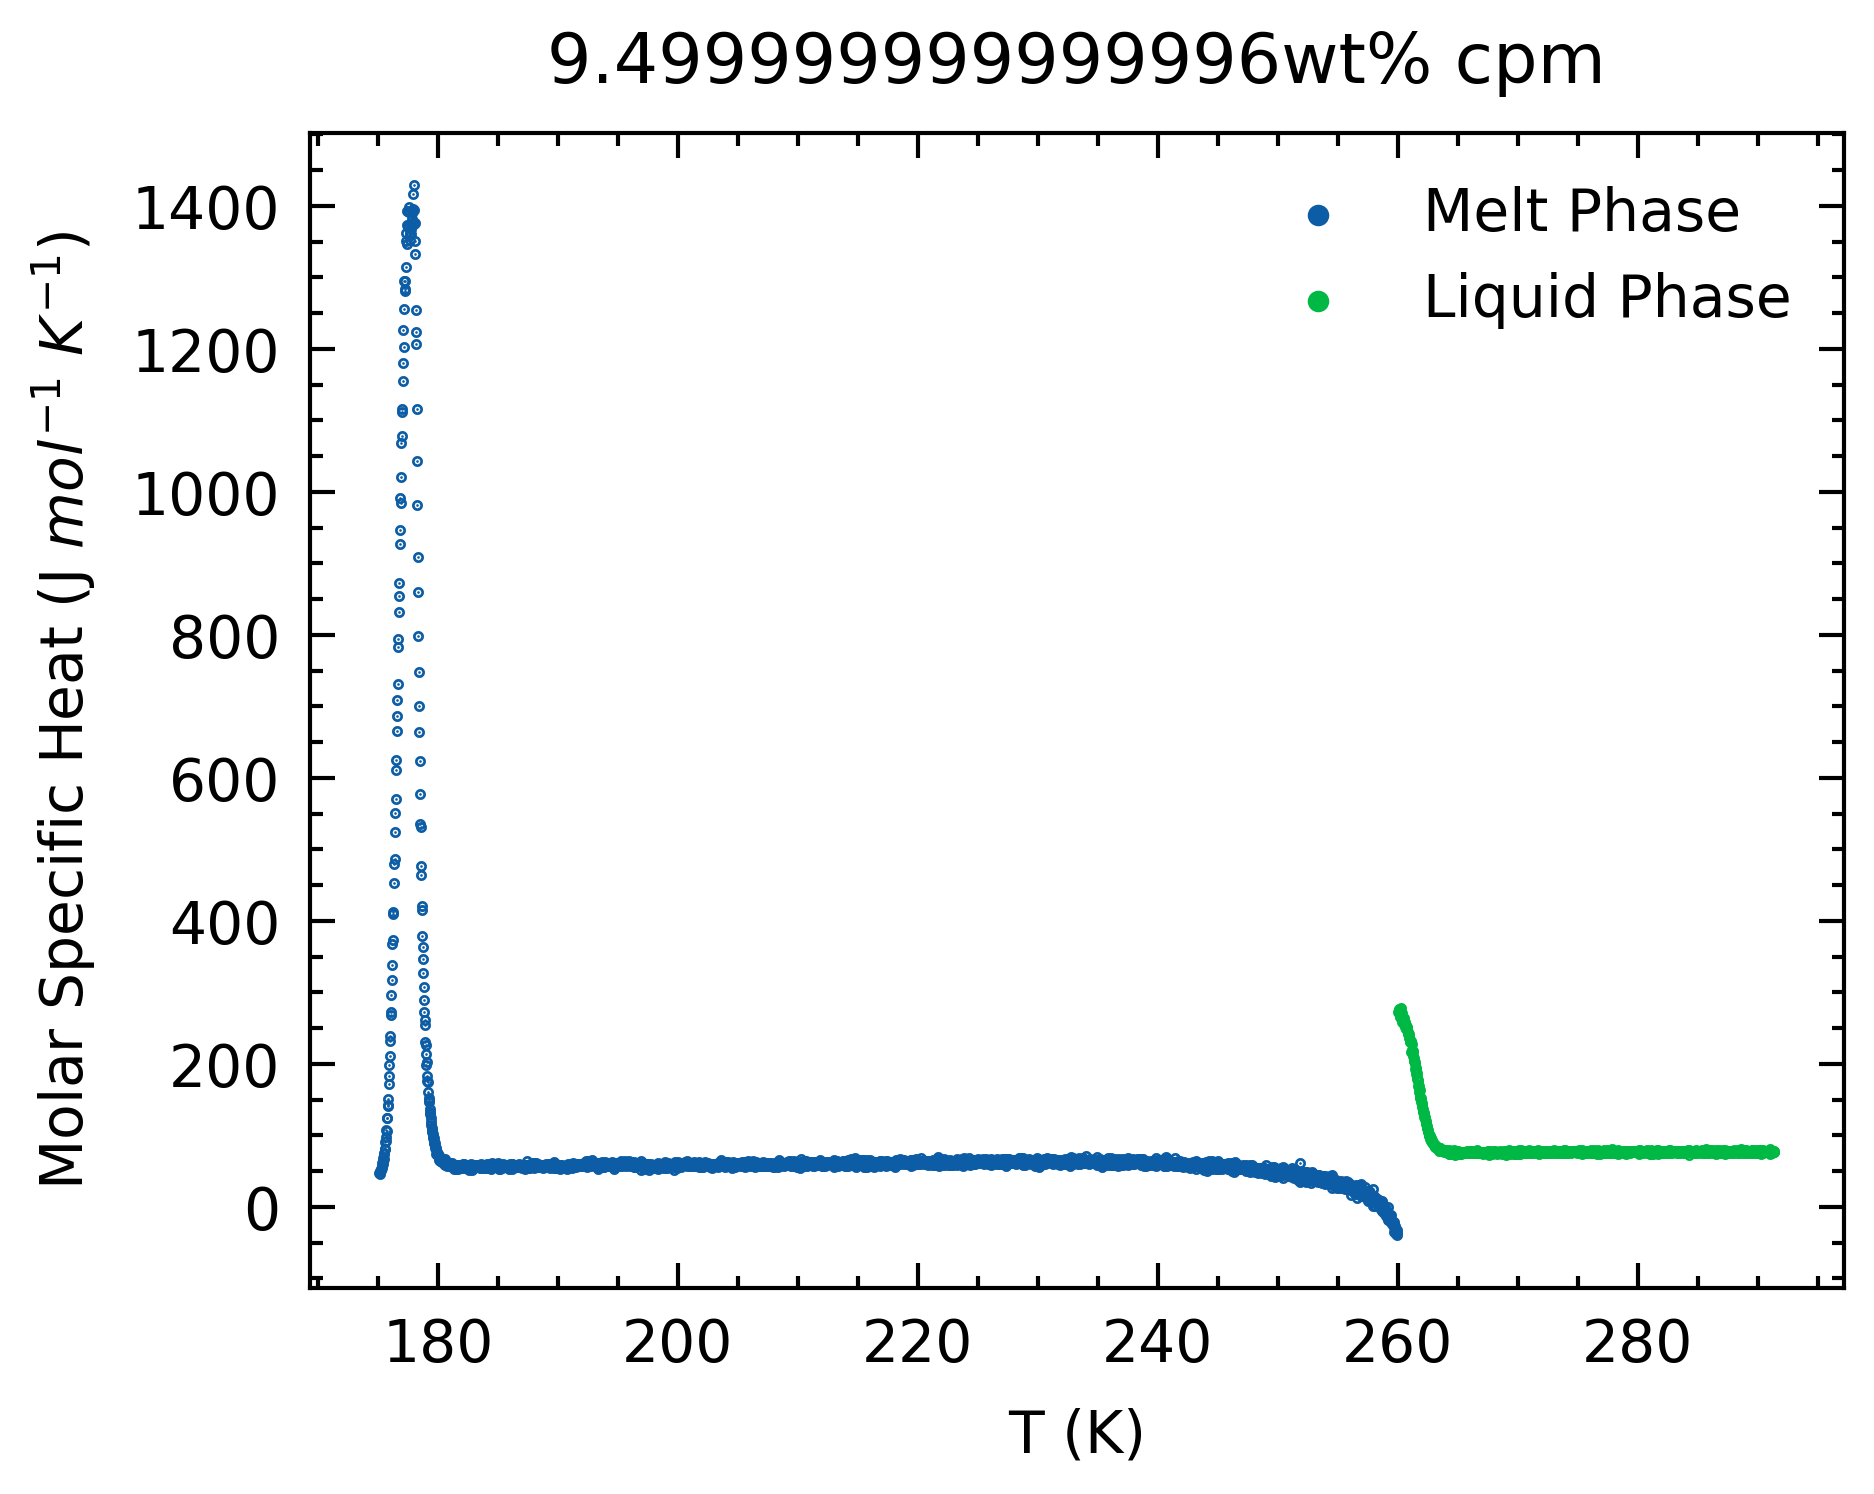 9.499999999999996wt% cpm
Molar Specific Heat (J mol⁻¹ K⁻¹)
1400
1200
1000
800
600
400
200
0
Melt Phase
Liquid Phase
180 200 220 240 260 280
T (K)